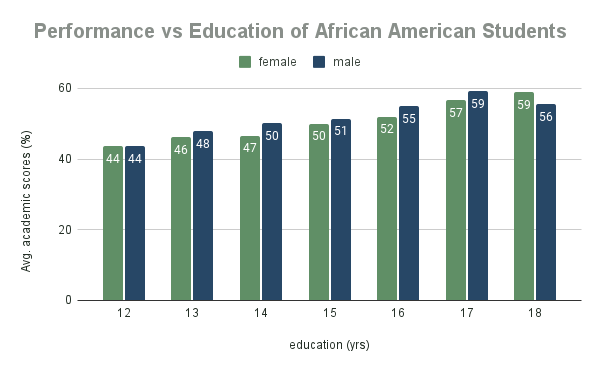 Performance vs Education of African American Students
female male
60
40
20
0
Avg. academic scores (%)
44 44 46 48 47 50 50 51 52 55 57 59 59 56
12 13 14 15 16 17 18
education (yrs)